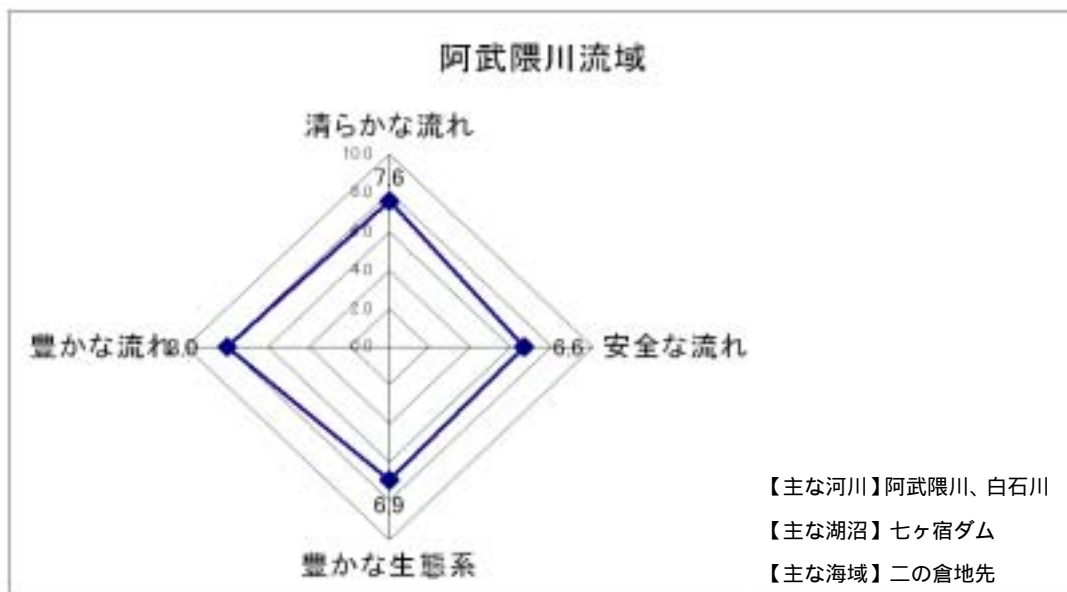 阿武隈川流域
清らかな流れ
10.0
7.6
8.0
6.0
4.0
2.0
0.0
豊かな流れ 8.0
6.6 安全な流れ
6.9
豊かな生態系
【主な河川】阿武隈川、白石川
【主な湖沼】七ヶ宿ダム
【主な海域】二の倉地先